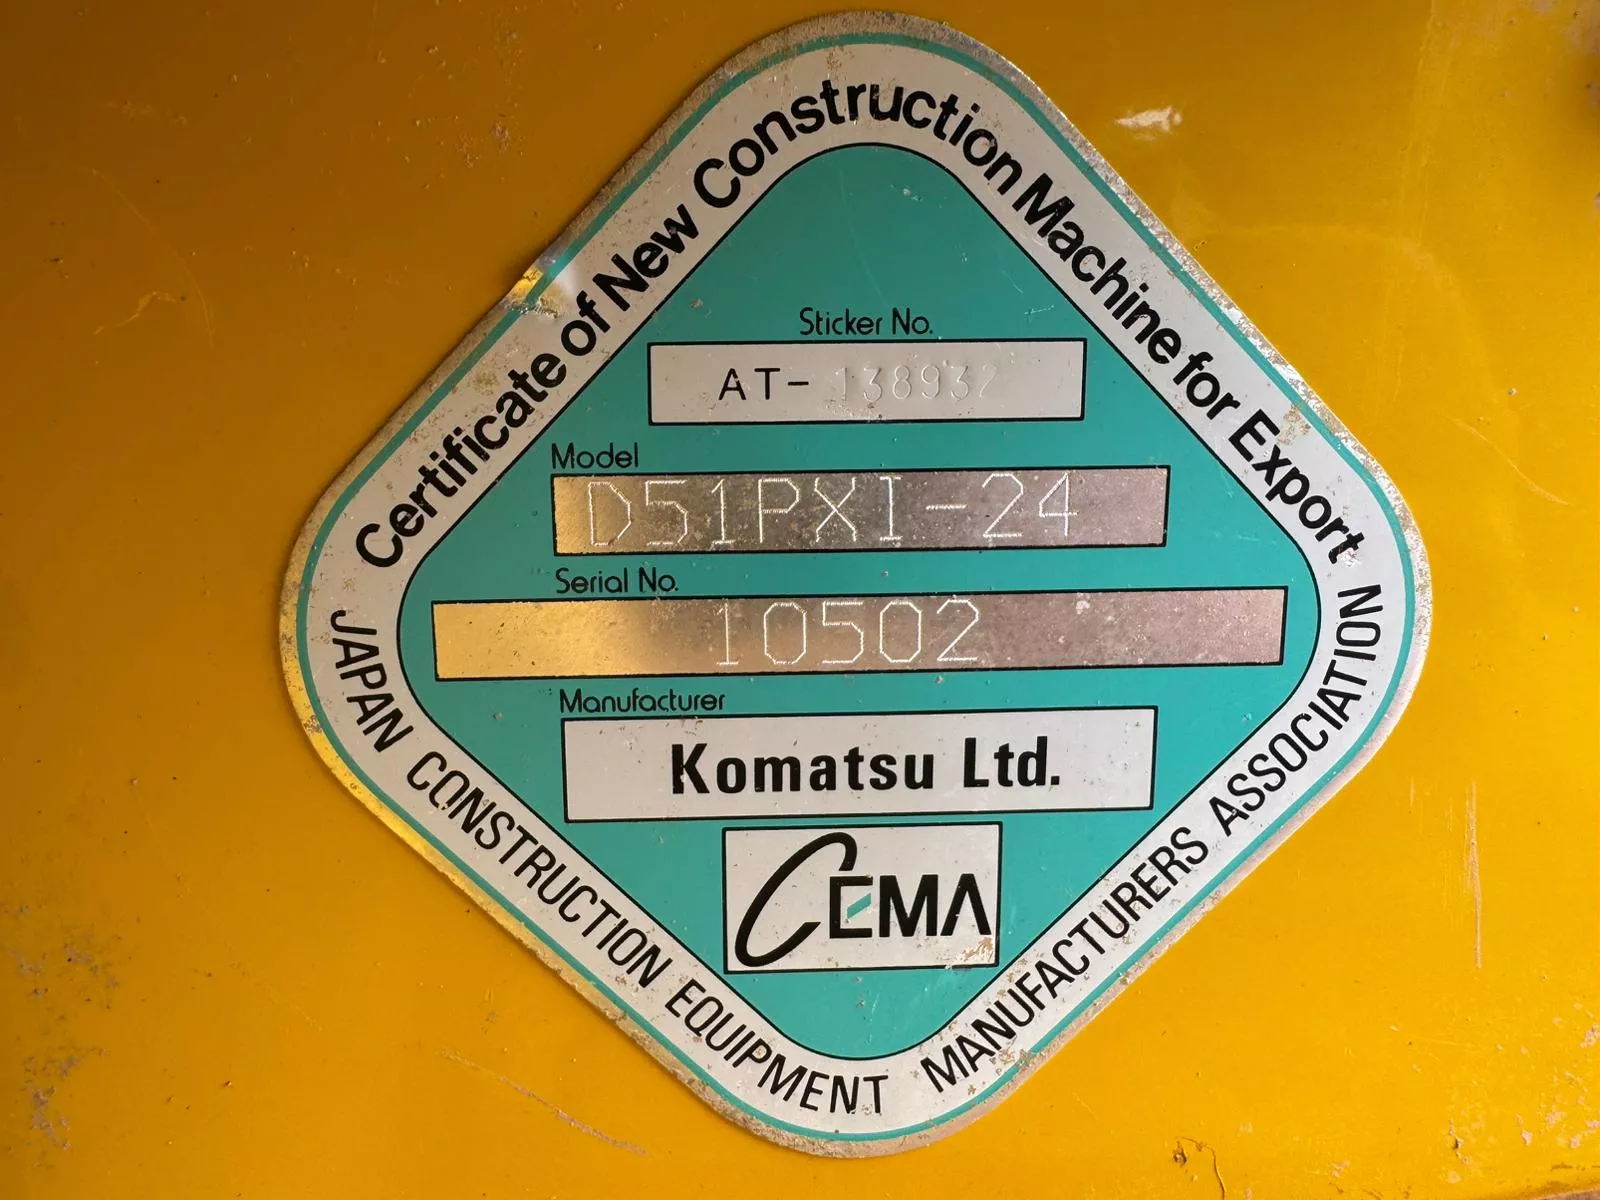 Certificate of New Construction Machine for Export
Sticker No.
AT- 138932
Model
D51PXI-24
Serial No.
10502
Manufacturer
Komatsu Ltd.
CEMA
JAPAN CONSTRUCTION EQUIPMENT MANUFACTURERS ASSOCIATION